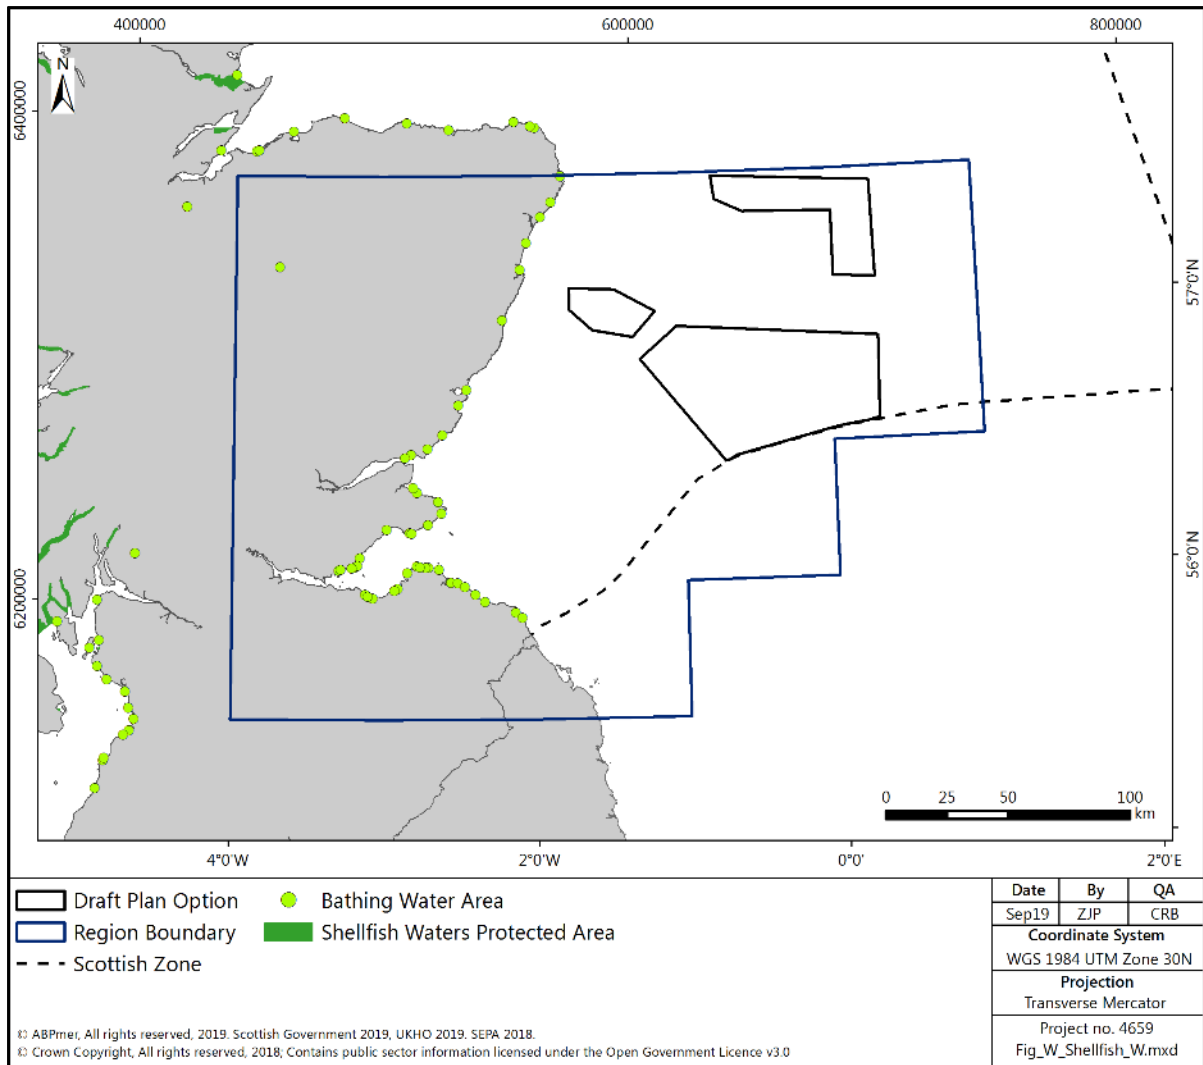 400000 600000 800000
N
6400000
6200000
57°0'N
56°0'N
0 25 50 100
km
4°0'W 2°0'W 0°0' 2°0'E
Draft Plan Option
Bathing Water Area
Region Boundary
Shellfish Waters Protected Area
Scottish Zone
Date By QA
Sep19 ZJP CRB
Coordinate System
WGS 1984 UTM Zone 30N
Projection
Transverse Mercator
Project no. 4659
Fig_W_Shellfish_W.mxd
© ABPmer, All rights reserved, 2019. Scottish Government 2019, UKHO 2019. SEPA 2018.
© Crown Copyright, All rights reserved, 2018; Contains public sector information licensed under the Open Government Licence v3.0